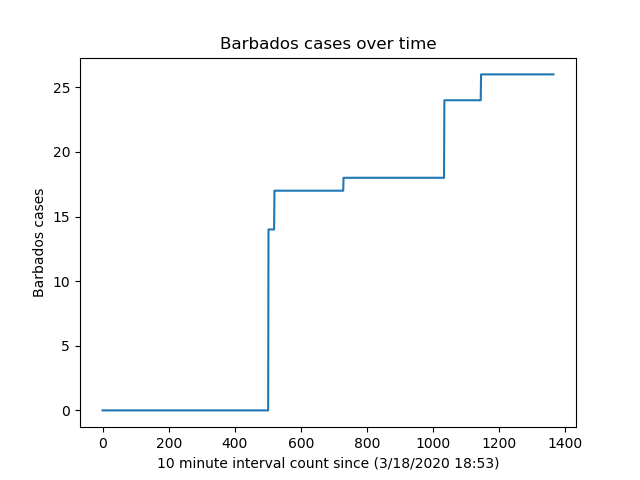 Barbados cases over time
Barbados cases
25
20
15
10
5
0
0 200 400 600 800 1000 1200 1400
10 minute interval count since (3/18/2020 18:53)